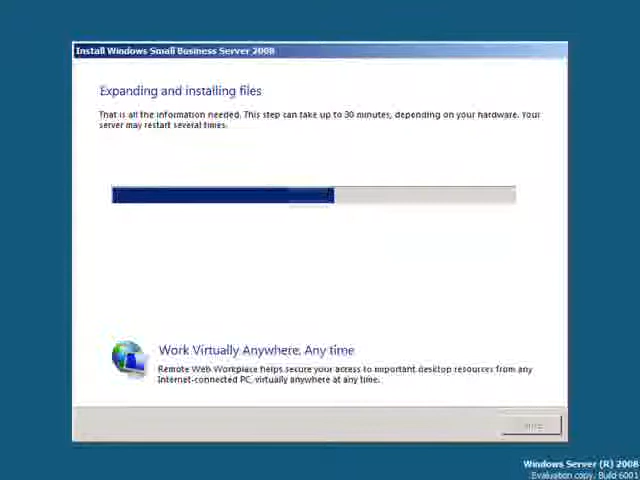 Install Windows Small Business Server 2008
Expanding and installing files
That is all the information needed. This step can take up to 30 minutes, depending on your hardware. Your
server may restart several times.
Work Virtually Anywhere, Any time
Remote Web Workplace helps secure your access to important desktop resources from any
Internet-connected PC, virtually anywhere at any time.
Windows Server (R) 2008
Evaluation copy. Build 6001